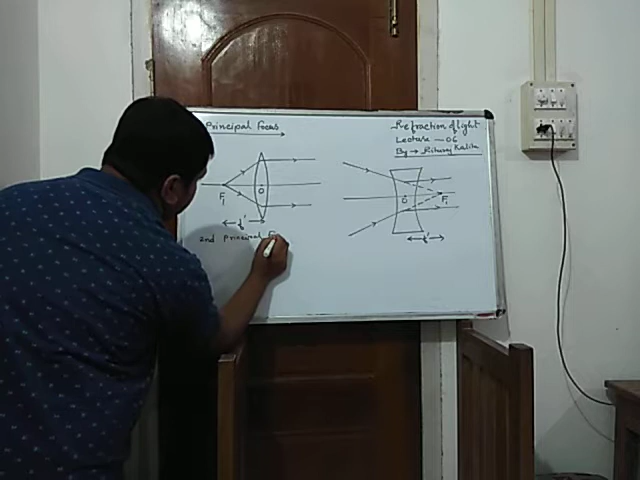 Principal Focus
Refraction of light
Lecture — 06
By → Rituraj Kalita
F₁
O
f'
O
F₁
f'
2nd Principal F